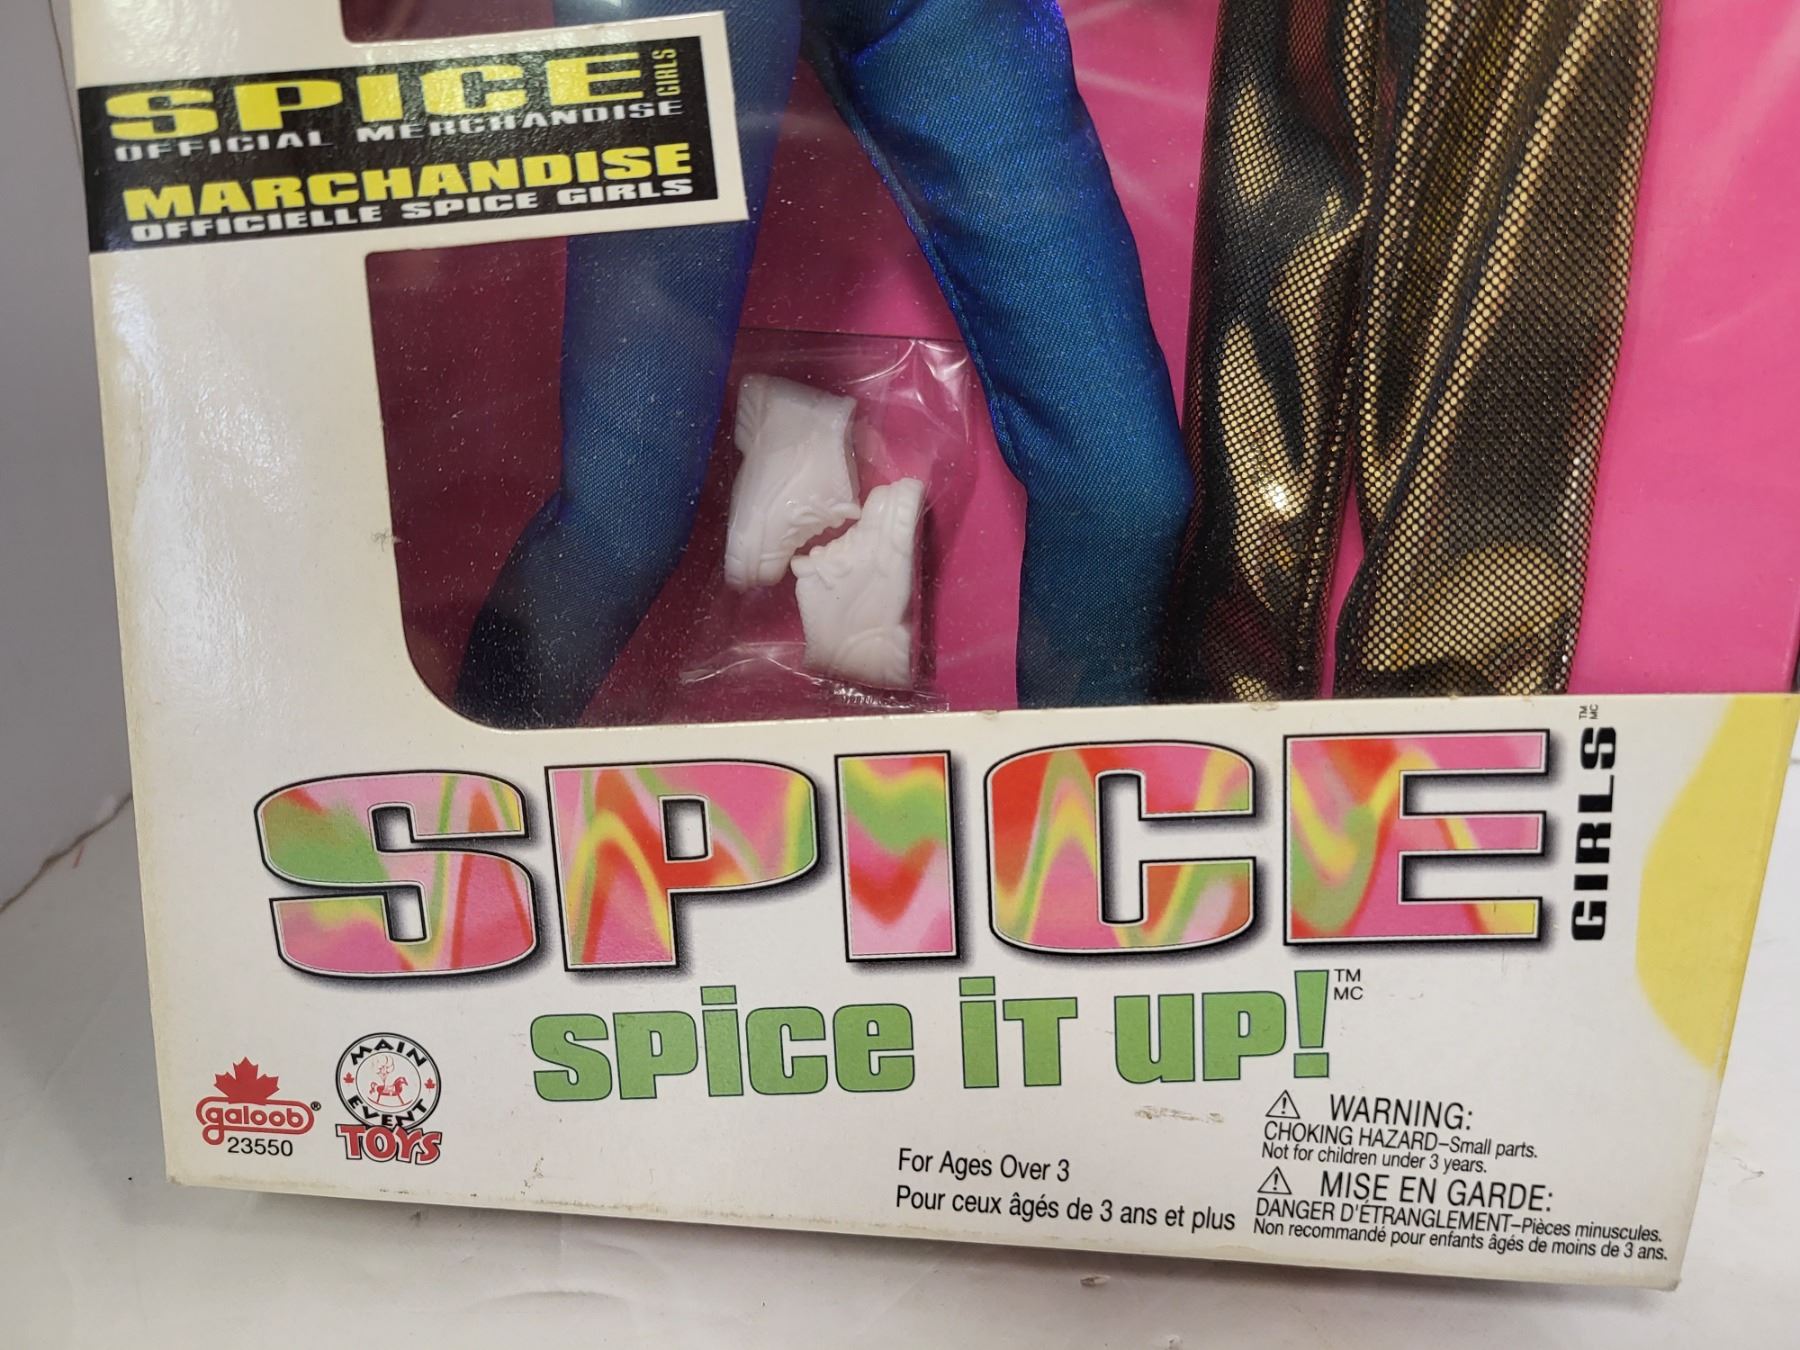 SPICE GIRLS
OFFICIAL MERCHANDISE
MARCHANDISE
OFFICIELLE SPICE GIRLS
SPICE GIRLS ™ MC
SPICE IT UP! ™ MC
galoob®
23550
MAIN EVENT
TOYS
For Ages Over 3
Pour ceux âgés de 3 ans et plus
⚠ WARNING:
CHOKING HAZARD–Small parts.
Not for children under 3 years.
⚠ MISE EN GARDE:
DANGER D'ÉTRANGLEMENT–Pièces minuscules.
Non recommandé pour enfants âgés de moins de 3 ans.